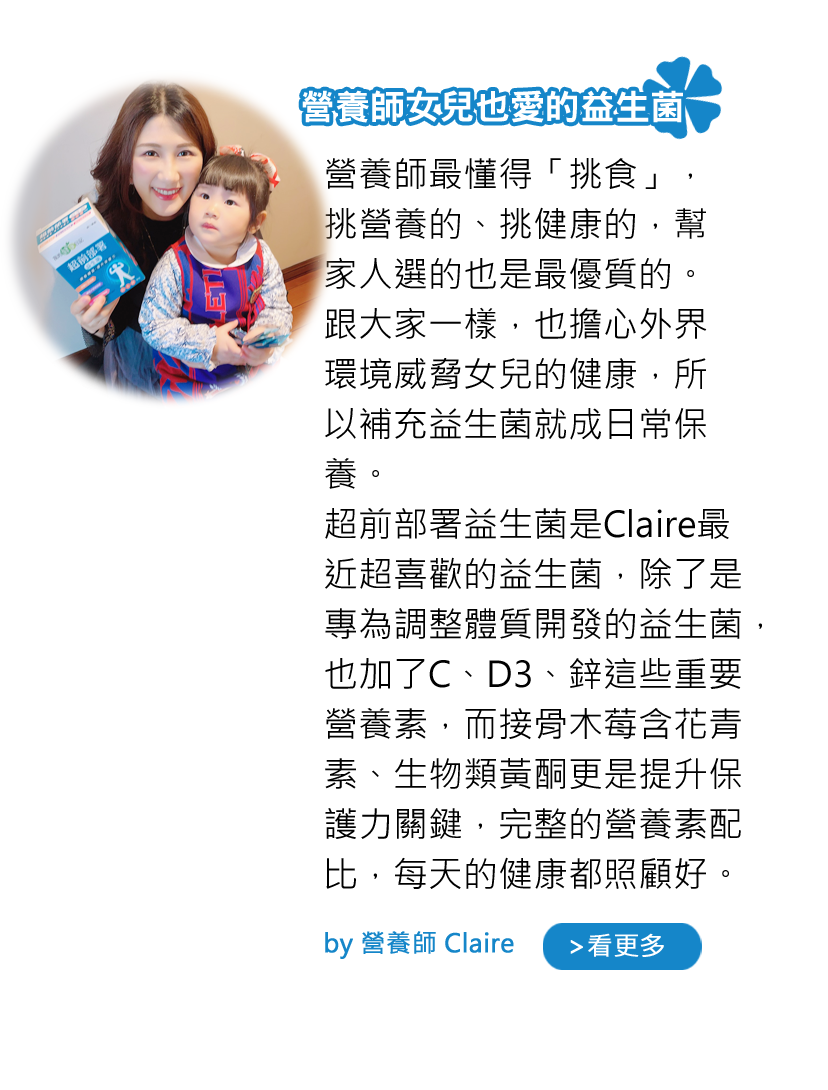 營養師女兒也愛的益生菌
營養師最懂得「挑食」，
挑營養的、挑健康的，幫
家人選的也是最優質的。
跟大家一樣，也擔心外界
環境威脅女兒的健康，所
以補充益生菌就成日常保
養。
超前部署益生菌是Claire最
近超喜歡的益生菌，除了是
專為調整體質開發的益生菌，
也加了C、D3、鋅這些重要
營養素，而接骨木莓含花青
素、生物類黃酮更是提升保
護力關鍵，完整的營養素配
比，每天的健康都照顧好。
by 營養師 Claire
>看更多
超前部署